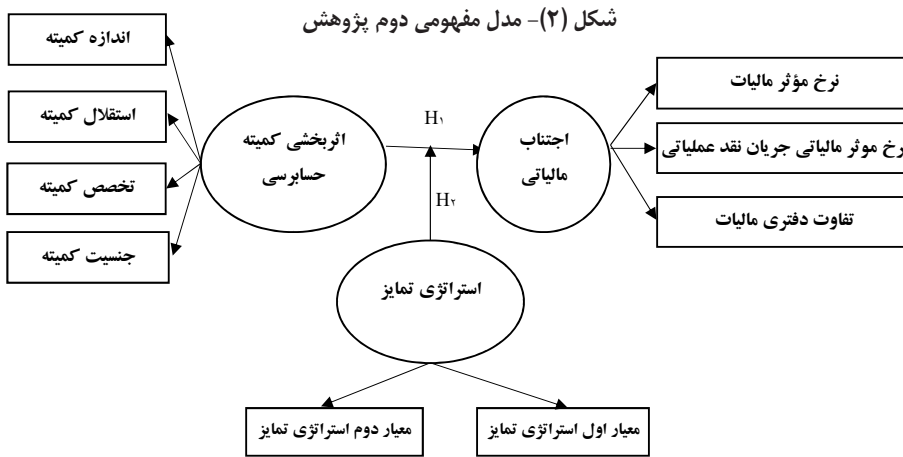 شکل (۲)- مدل مفهومی دوم پژوهش
اندازه کمیته
استقلال کمیته
تخصص کمیته
جنسیت کمیته
اثربخشی کمیته
حسابرسی
H۱
اجتناب
مالیاتی
نرخ مؤثر مالیات
رخ موثر مالیاتی جریان نقد عملیاتی
تفاوت دفتری مالیات
H۲
استراتژی تمایز
معیار اول استراتژی تمایز
معیار دوم استراتژی تمایز